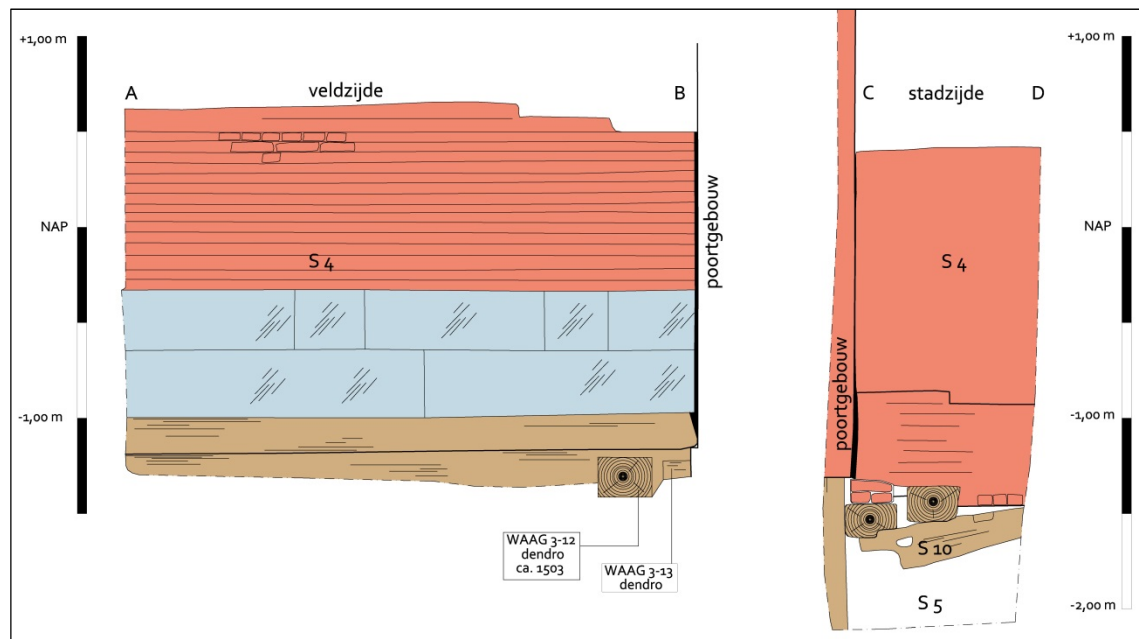 +1,00 m
A
veldzijde
B
C
stadzijde
D
+1,00 m
NAP
poortgebouw
S 4
S 4
NAP
-1,00 m
poortgebouw
-1,00 m
WAAG 3-12
dendro
ca. 1503
WAAG 3-13
dendro
S 10
S 5
-2,00 m